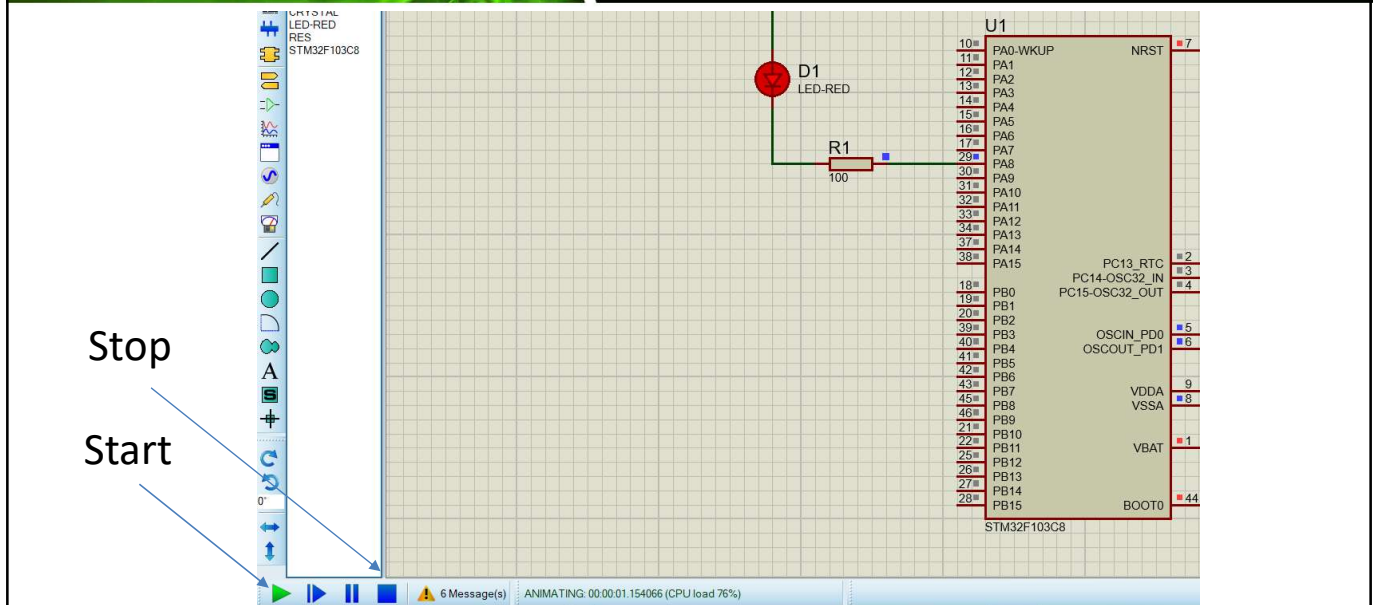 CRYSTAL
LED-RED
RES
STM32F103C8
0°
Stop
Start
D1
LED-RED
R1
100
U1
10 PA0-WKUP NRST 7
11 PA1
12 PA2
13 PA3
14 PA4
15 PA5
16 PA6
17 PA7
29 PA8
30 PA9
31 PA10
32 PA11
33 PA12
34 PA13
37 PA14
38 PA15 PC13_RTC 2
PC14-OSC32_IN 3
18 PB0 PC15-OSC32_OUT 4
19 PB1
20 PB2
39 PB3 OSCIN_PD0 5
40 PB4 OSCOUT_PD1 6
41 PB5
42 PB6
43 PB7 VDDA 9
45 PB8 VSSA 8
46 PB9
21 PB10
22 PB11 VBAT 1
25 PB12
26 PB13
27 PB14
28 PB15 BOOT0 44
STM32F103C8
A
S
6 Message(s) ANIMATING: 00:00:01.154066 (CPU load 76%)